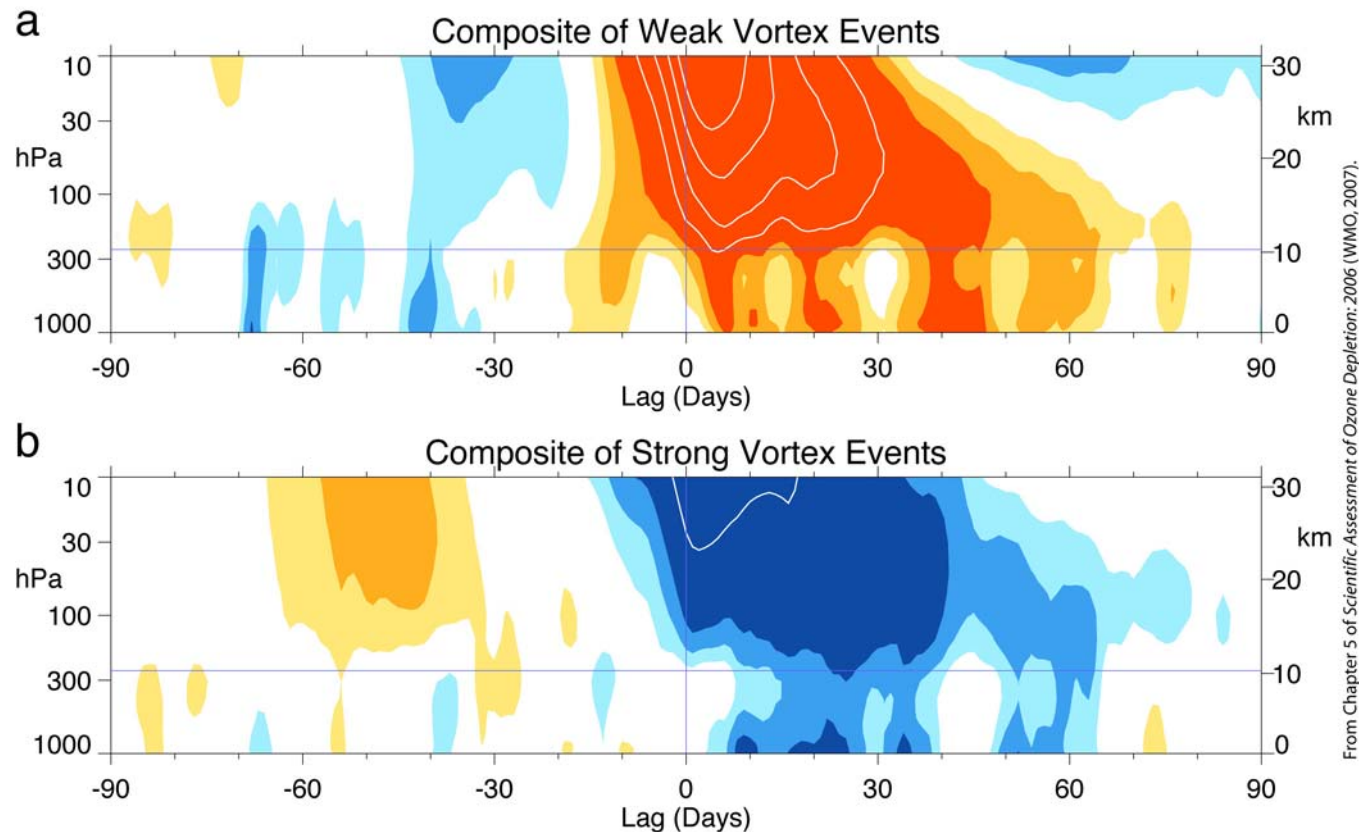 a
Composite of Weak Vortex Events
10
30
hPa
100
300
1000
30
km
20
10
0
-90 -60 -30 0 30 60 90
Lag (Days)
b
Composite of Strong Vortex Events
10
30
hPa
100
300
1000
30
km
20
10
0
-90 -60 -30 0 30 60 90
Lag (Days)
From Chapter 5 of Scientific Assessment of Ozone Depletion: 2006 (WMO, 2007).